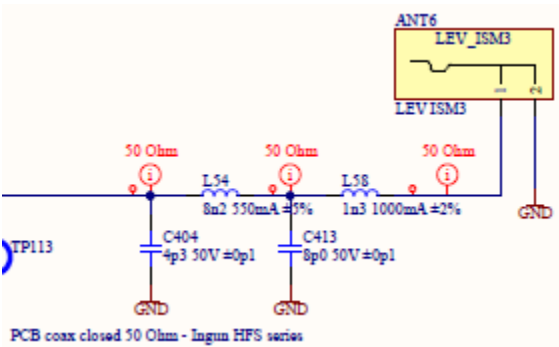 ANT6
LEV_ISM3
1
2
LEV ISM3
50 Ohm
50 Ohm
50 Ohm
i
i
i
L54
L58
8n2 550mA ±5%
1n3 1000mA ±2%
GND
TP113
C404
C413
4p3 50V ±0p1
8p0 50V ±0p1
GND
GND
PCB coax closed 50 Ohm - Ingun HFS series